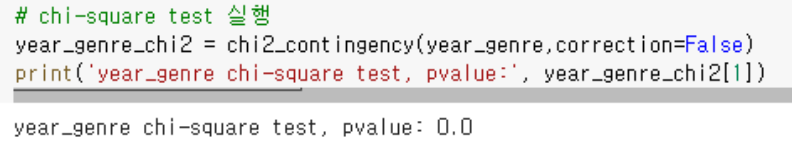 # chi-square test 실행
year_genre_chi2 = chi2_contingency(year_genre,correction=False)
print('year_genre chi-square test, pvalue:', year_genre_chi2[1])
year_genre chi-square test, pvalue: 0.0